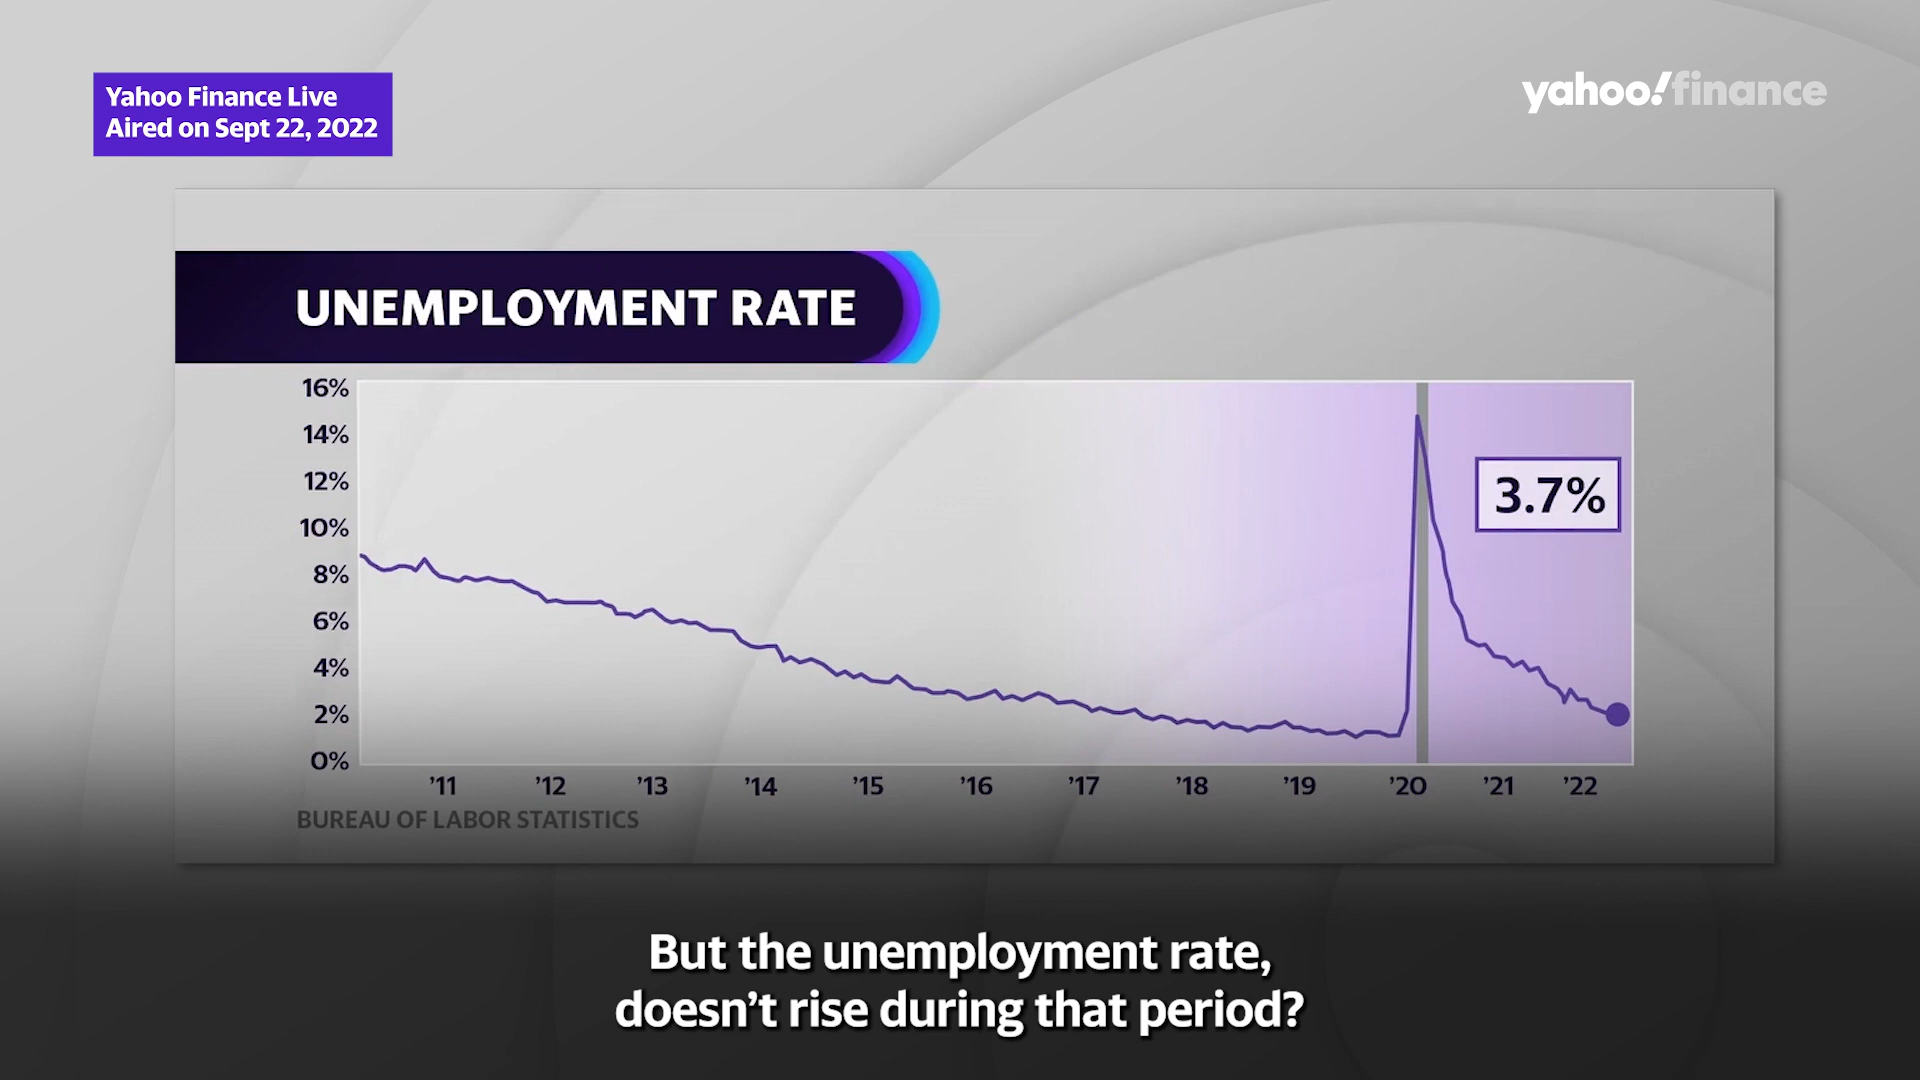 Yahoo Finance Live
Aired on Sept 22, 2022
yahoo!finance
UNEMPLOYMENT RATE
16%
14%
12%
10%
8%
6%
4%
2%
0%
3.7%
’11 ’12 ’13 ’14 ’15 ’16 ’17 ’18 ’19 ’20 ’21 ’22
BUREAU OF LABOR STATISTICS
But the unemployment rate,
doesn’t rise during that period?